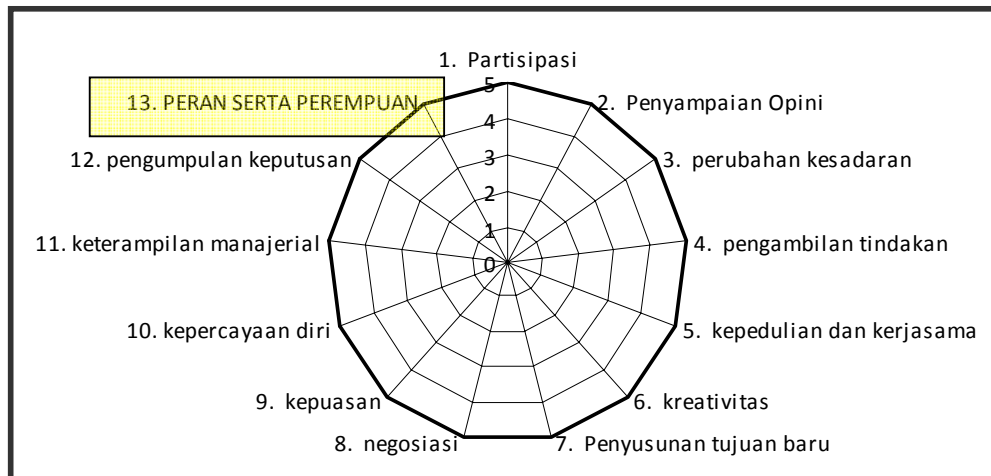 1. Partisipasi
2. Penyampaian Opini
3. perubahan kesadaran
4. pengambilan tindakan
5. kepedulian dan kerjasama
6. kreativitas
7. Penyusunan tujuan baru
8. negosiasi
9. kepuasan
10. kepercayaan diri
11. keterampilan manajerial
12. pengumpulan keputusan
13. PERAN SERTA PEREMPUAN
5
4
3
2
1
0